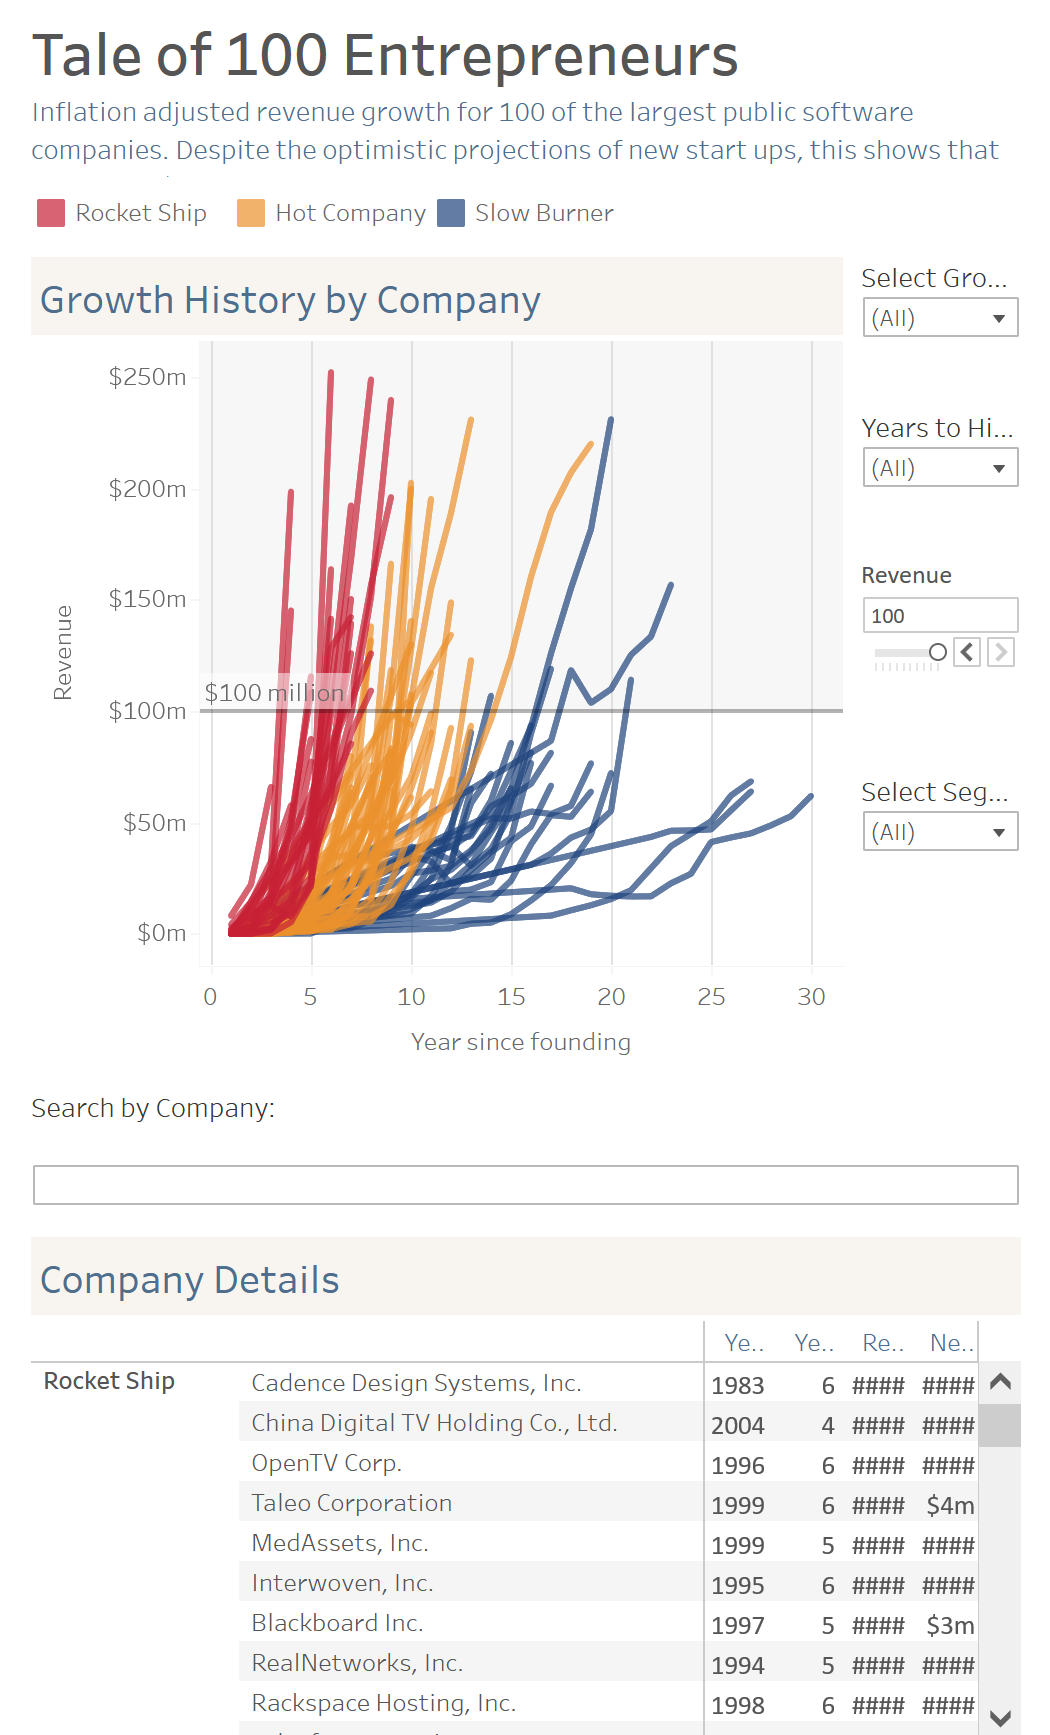 Tale of 100 Entrepreneurs
Inflation adjusted revenue growth for 100 of the largest public software
companies. Despite the optimistic projections of new start ups, this shows that
Rocket Ship Hot Company Slow Burner
Growth History by Company
Select Gro...
(All)
Years to Hi...
(All)
Revenue
100
Select Seg...
(All)
$250m
$200m
$150m
$100m
$50m
$0m
Revenue
$100 million
0 5 10 15 20 25 30
Year since founding
Search by Company:
Company Details
Ye.. Ye.. Re.. Ne..
Rocket Ship Cadence Design Systems, Inc. 1983 6 #### ####
China Digital TV Holding Co., Ltd. 2004 4 #### ####
OpenTV Corp. 1996 6 #### ####
Taleo Corporation 1999 6 #### $4m
MedAssets, Inc. 1999 5 #### ####
Interwoven, Inc. 1995 6 #### ####
Blackboard Inc. 1997 5 #### $3m
RealNetworks, Inc. 1994 5 #### ####
Rackspace Hosting, Inc. 1998 6 #### ####